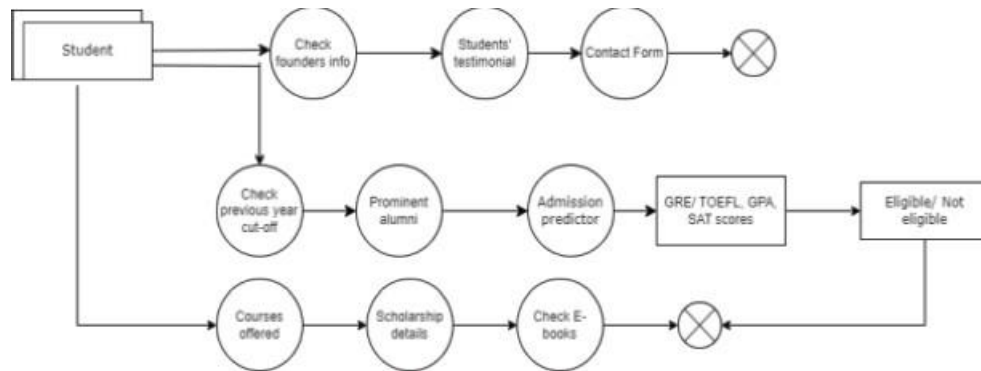 Student
Check
founders info
Students'
testimonial
Contact Form
Check
previous year
cut-off
Prominent
alumni
Admission
predictor
GRE/ TOEFL, GPA,
SAT scores
Eligible/ Not
eligible
Courses
offered
Scholarship
details
Check E-
books